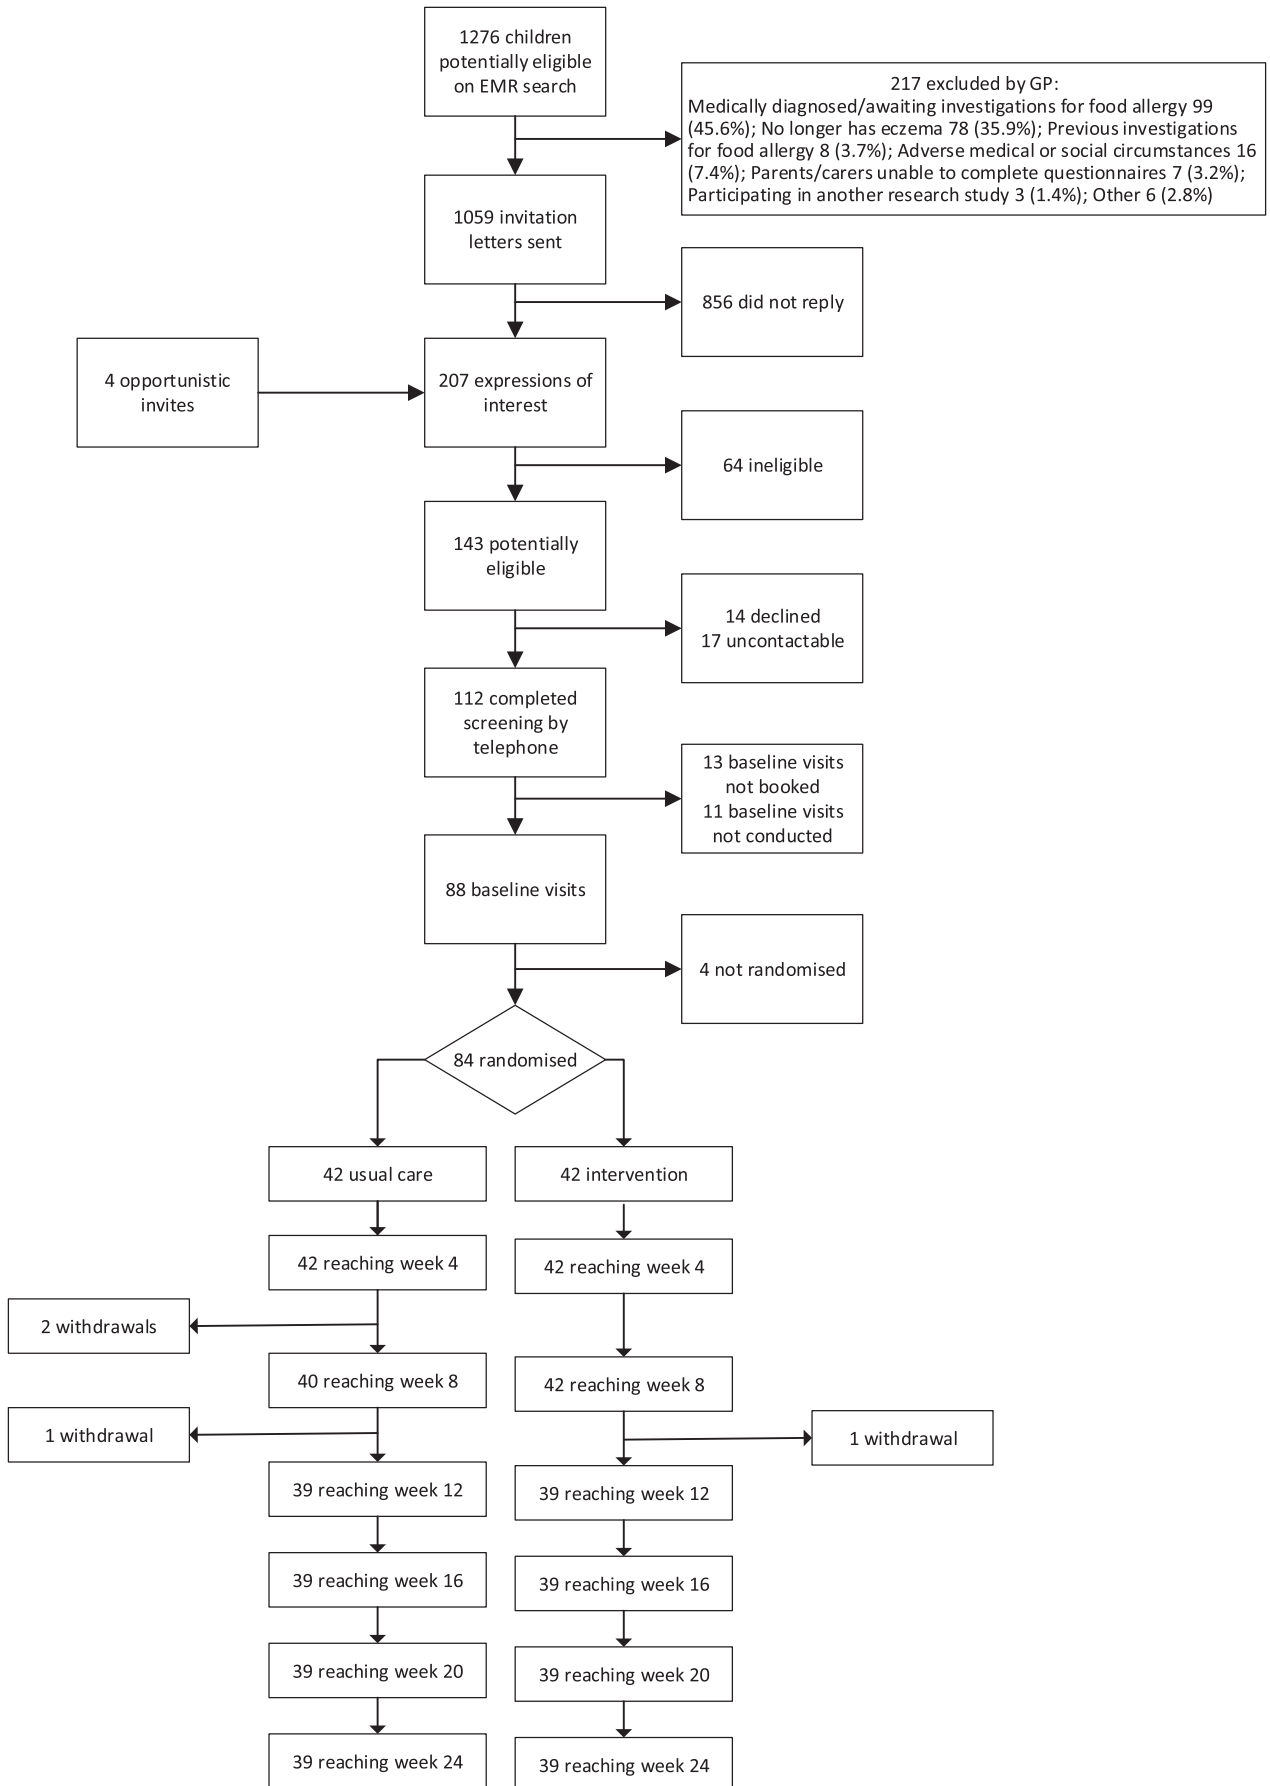 1276 children
potentially eligible
on EMR search
217 excluded by GP:
Medically diagnosed/awaiting investigations for food allergy 99
(45.6%); No longer has eczema 78 (35.9%); Previous investigations
for food allergy 8 (3.7%); Adverse medical or social circumstances 16
(7.4%); Parents/carers unable to complete questionnaires 7 (3.2%);
Participating in another research study 3 (1.4%); Other 6 (2.8%)
1059 invitation
letters sent
856 did not reply
4 opportunistic
invites
207 expressions of
interest
64 ineligible
143 potentially
eligible
14 declined
17 uncontactable
112 completed
screening by
telephone
13 baseline visits
not booked
11 baseline visits
not conducted
88 baseline visits
4 not randomised
84 randomised
42 usual care
42 intervention
42 reaching week 4
42 reaching week 4
2 withdrawals
40 reaching week 8
42 reaching week 8
1 withdrawal
1 withdrawal
39 reaching week 12
39 reaching week 12
39 reaching week 16
39 reaching week 16
39 reaching week 20
39 reaching week 20
39 reaching week 24
39 reaching week 24